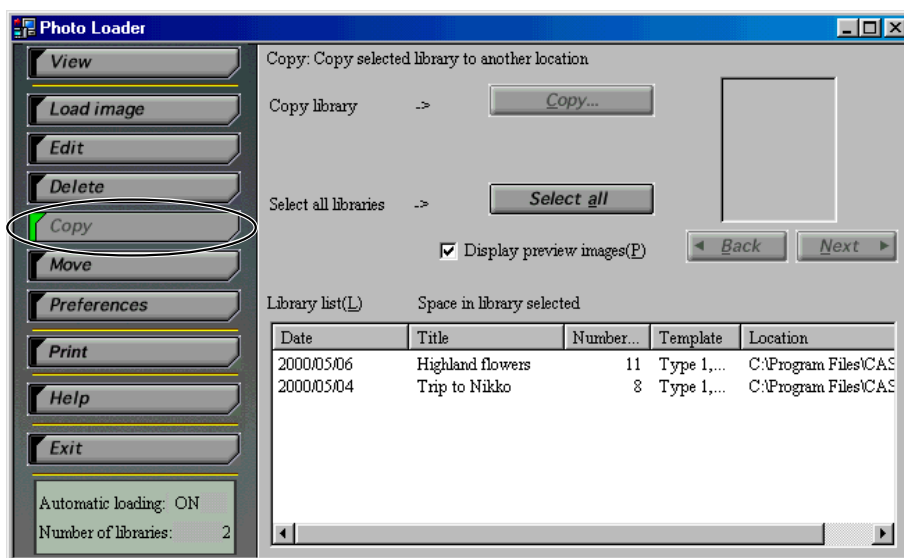 Photo Loader
View
Load image
Edit
Delete
Copy
Move
Preferences
Print
Help
Exit
Automatic loading: ON
Number of libraries: 2
Copy: Copy selected library to another location
Copy library -> Copy...
Select all libraries -> Select all
Display preview images(P)
Back Next
Library list(L) Space in library selected
Date Title Number... Template Location
2000/05/06 Highland flowers 11 Type 1,... C:\Program Files\CAS
2000/05/04 Trip to Nikko 8 Type 1,... C:\Program Files\CAS